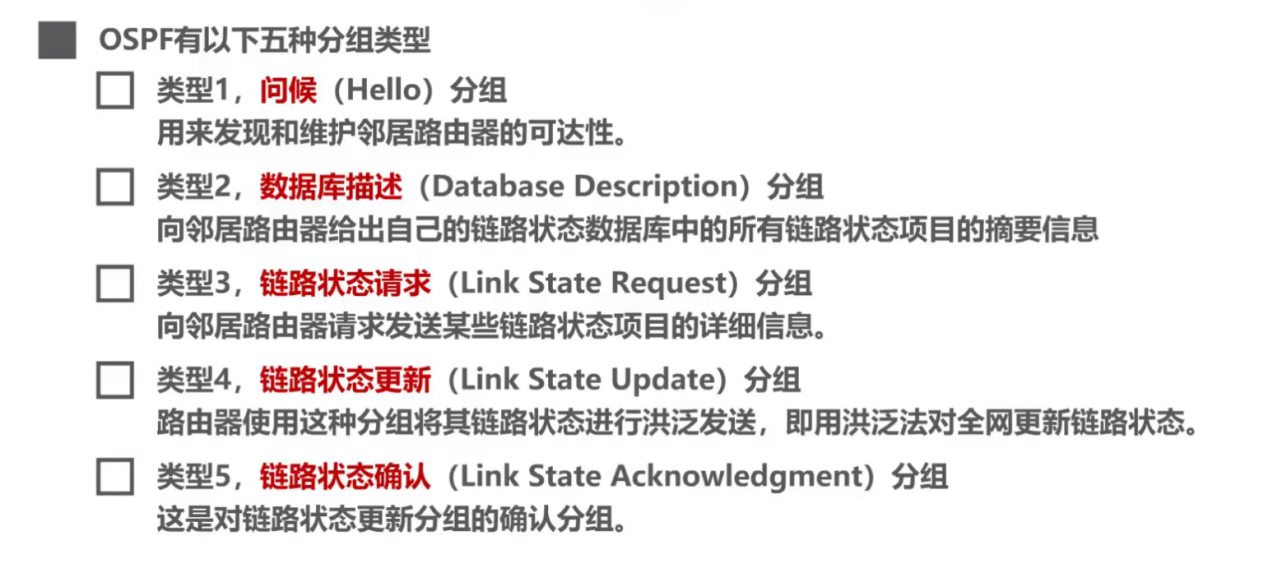 OSPF有以下五种分组类型
类型1，问候（Hello）分组
用来发现和维护邻居路由器的可达性。
类型2，数据库描述（Database Description）分组
向邻居路由器给出自己的链路状态数据库中的所有链路状态项目的摘要信息
类型3，链路状态请求（Link State Request）分组
向邻居路由器请求发送某些链路状态项目的详细信息。
类型4，链路状态更新（Link State Update）分组
路由器使用这种分组将其链路状态进行洪泛发送，即用洪泛法对全网更新链路状态。
类型5，链路状态确认（Link State Acknowledgment）分组
这是对链路状态更新分组的确认分组。